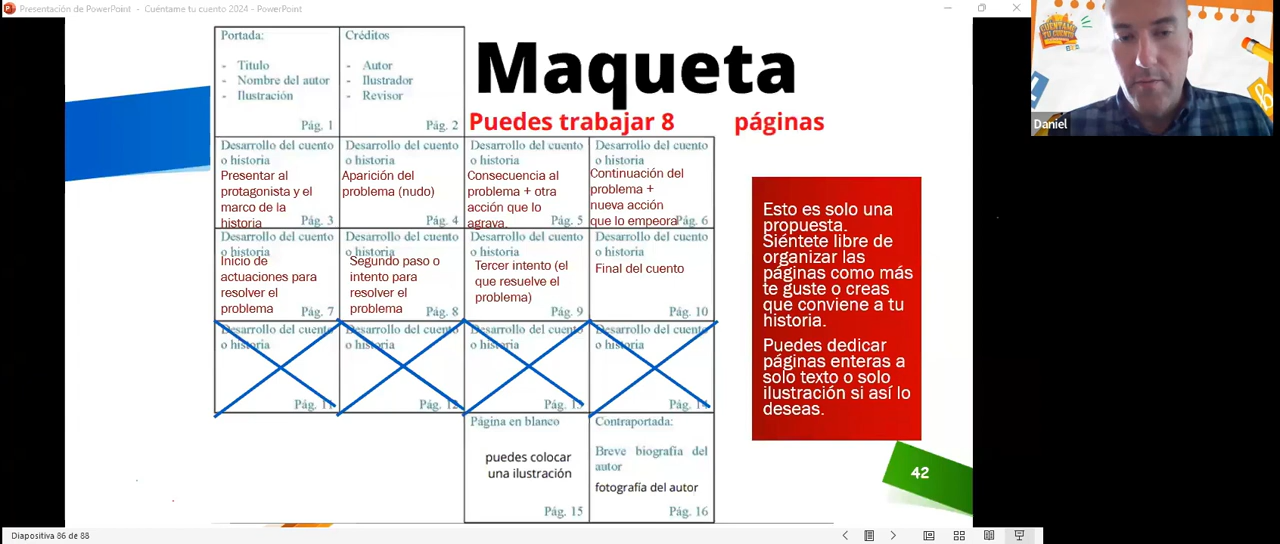 Presentación de PowerPoint - Cuéntame tu cuento 2024 - PowerPoint
Maqueta
Puedes trabajar 8 páginas
Portada:
- Título
- Nombre del autor
- Ilustración
Pág. 1
Créditos
- Autor
- Ilustrador
- Revisor
Pág. 2
Desarrollo del cuento
o historia
Presentar al
protagonista y el
marco de la
historia
Pág. 3
Desarrollo del cuento
o historia
Aparición del
problema (nudo)
Pág. 4
Desarrollo del cuento
o historia
Consecuencia al
problema + otra
acción que lo
agrava.
Pág. 5
Desarrollo del cuento
o historia
Continuación del
problema +
nueva acción
que lo empeora
Pág. 6
Desarrollo del cuento
o historia
Inicio de
actuaciones para
resolver el
problema
Pág. 7
Desarrollo del cuento
o historia
Segundo paso o
intento para
resolver el
problema
Pág. 8
Desarrollo del cuento
o historia
Tercer intento (el
que resuelve el
problema)
Pág. 9
Desarrollo del cuento
o historia
Final del cuento
Pág. 10
Desarrollo del cuento
o historia
Pág. 11
Desarrollo del cuento
o historia
Pág. 12
Desarrollo del cuento
o historia
Pág. 13
Desarrollo del cuento
o historia
Pág. 14
Página en blanco
puedes colocar
una ilustración
Pág. 15
Contraportada:
Breve biografía del
autor
fotografía del autor
Pág. 16
Esto es solo una
propuesta.
Siéntete libre de
organizar las
páginas como más
te guste o creas
que conviene a tu
historia.
Puedes dedicar
páginas enteras a
solo texto o solo
ilustración si así lo
deseas.
42
CUÉNTAME
TU CUENTO
Daniel
Diapositiva 86 de 88